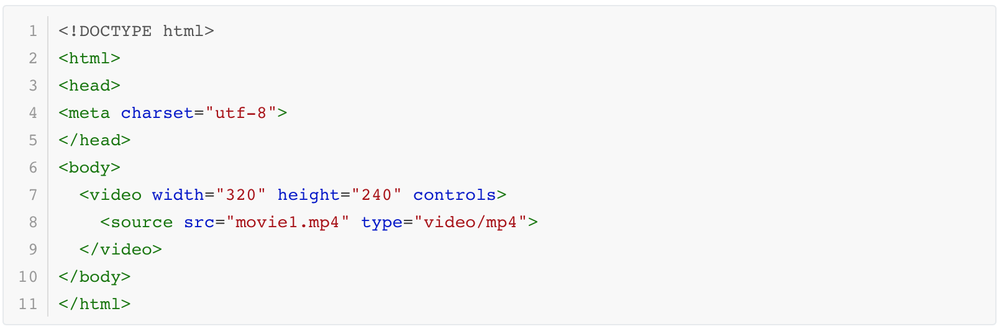 1 <!DOCTYPE html>
2 <html>
3 <head>
4 <meta charset="utf-8">
5 </head>
6 <body>
7   <video width="320" height="240" controls>
8     <source src="movie1.mp4" type="video/mp4">
9   </video>
10 </body>
11 </html>